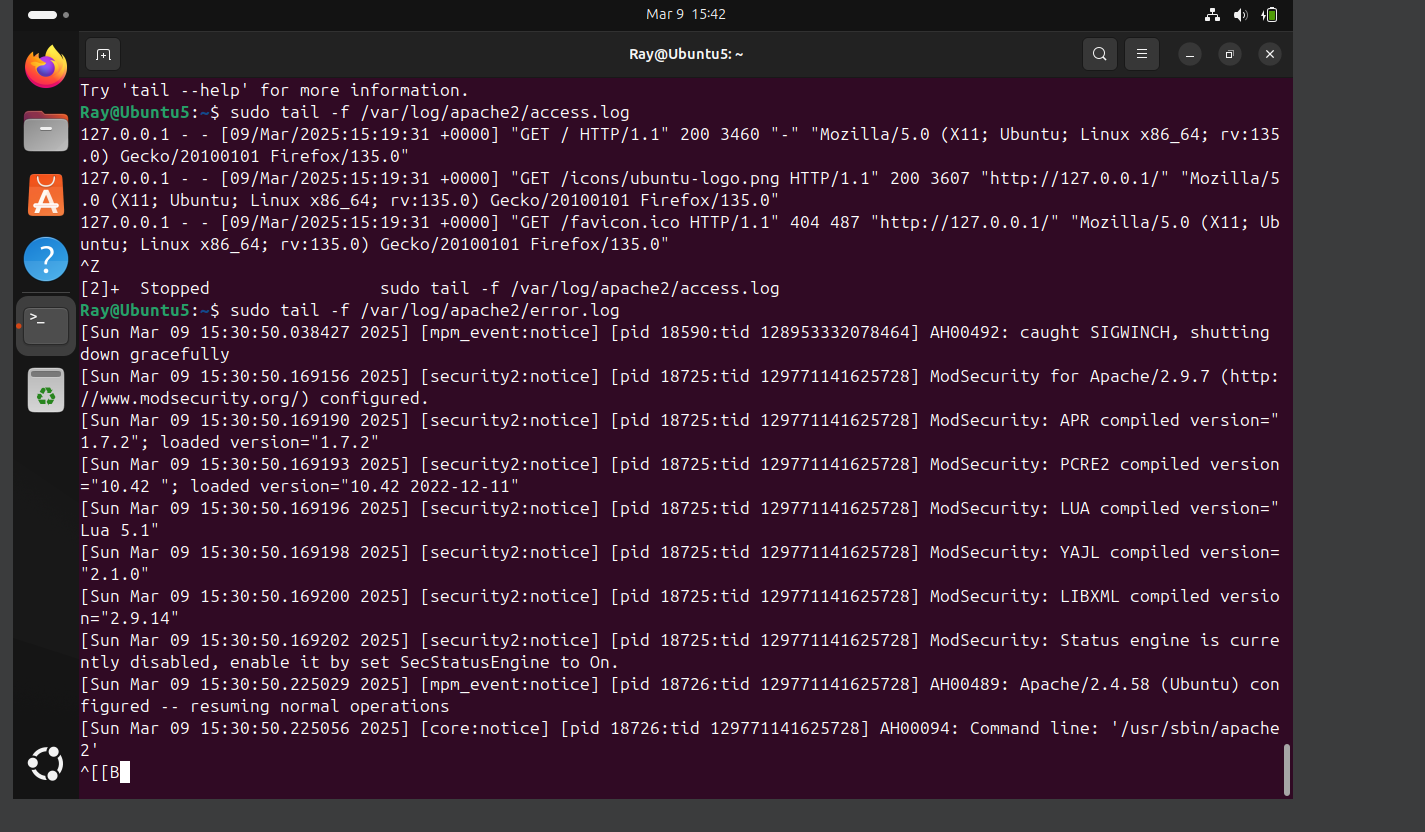 Mar 9 15:42
Ray@Ubuntu5: ~
Try 'tail --help' for more information.
Ray@Ubuntu5:~$ sudo tail -f /var/log/apache2/access.log
127.0.0.1 - - [09/Mar/2025:15:19:31 +0000] "GET / HTTP/1.1" 200 3460 "-" "Mozilla/5.0 (X11; Ubuntu; Linux x86_64; rv:135
.0) Gecko/20100101 Firefox/135.0"
127.0.0.1 - - [09/Mar/2025:15:19:31 +0000] "GET /icons/ubuntu-logo.png HTTP/1.1" 200 3607 "http://127.0.0.1/" "Mozilla/5
.0 (X11; Ubuntu; Linux x86_64; rv:135.0) Gecko/20100101 Firefox/135.0"
127.0.0.1 - - [09/Mar/2025:15:19:31 +0000] "GET /favicon.ico HTTP/1.1" 404 487 "http://127.0.0.1/" "Mozilla/5.0 (X11; Ub
untu; Linux x86_64; rv:135.0) Gecko/20100101 Firefox/135.0"
^Z
[2]+  Stopped                 sudo tail -f /var/log/apache2/access.log
Ray@Ubuntu5:~$ sudo tail -f /var/log/apache2/error.log
[Sun Mar 09 15:30:50.038427 2025] [mpm_event:notice] [pid 18590:tid 128953332078464] AH00492: caught SIGWINCH, shutting
down gracefully
[Sun Mar 09 15:30:50.169156 2025] [security2:notice] [pid 18725:tid 129771141625728] ModSecurity for Apache/2.9.7 (http:
//www.modsecurity.org/) configured.
[Sun Mar 09 15:30:50.169190 2025] [security2:notice] [pid 18725:tid 129771141625728] ModSecurity: APR compiled version="
1.7.2"; loaded version="1.7.2"
[Sun Mar 09 15:30:50.169193 2025] [security2:notice] [pid 18725:tid 129771141625728] ModSecurity: PCRE2 compiled version
="10.42 "; loaded version="10.42 2022-12-11"
[Sun Mar 09 15:30:50.169196 2025] [security2:notice] [pid 18725:tid 129771141625728] ModSecurity: LUA compiled version="
Lua 5.1"
[Sun Mar 09 15:30:50.169198 2025] [security2:notice] [pid 18725:tid 129771141625728] ModSecurity: YAJL compiled version=
"2.1.0"
[Sun Mar 09 15:30:50.169200 2025] [security2:notice] [pid 18725:tid 129771141625728] ModSecurity: LIBXML compiled versio
n="2.9.14"
[Sun Mar 09 15:30:50.169202 2025] [security2:notice] [pid 18725:tid 129771141625728] ModSecurity: Status engine is curre
ntly disabled, enable it by set SecStatusEngine to On.
[Sun Mar 09 15:30:50.225029 2025] [mpm_event:notice] [pid 18726:tid 129771141625728] AH00489: Apache/2.4.58 (Ubuntu) con
figured -- resuming normal operations
[Sun Mar 09 15:30:50.225056 2025] [core:notice] [pid 18726:tid 129771141625728] AH00094: Command line: '/usr/sbin/apache
2'
^[[B